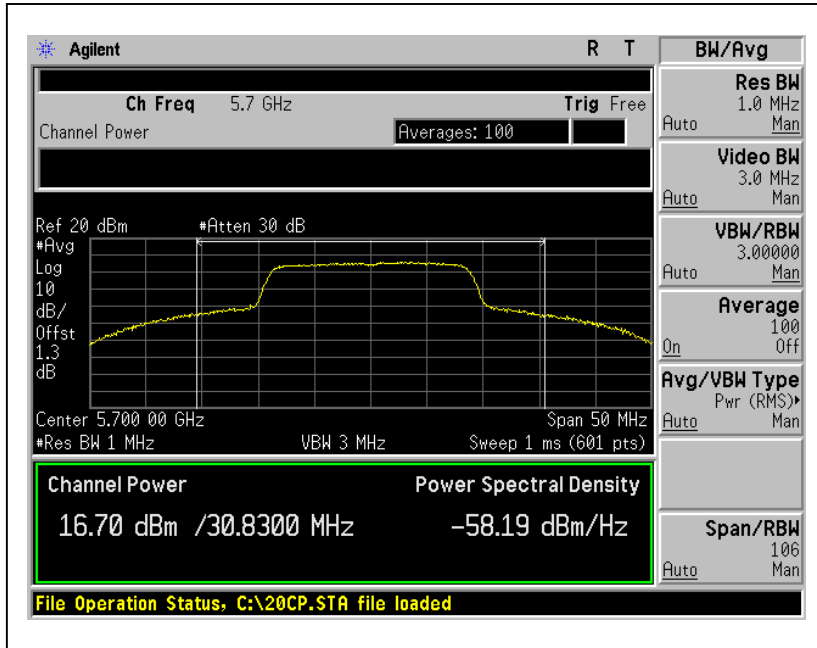 Agilent R T
Ch Freq 5.7 GHz Trig Free
Channel Power Averages: 100
Ref 20 dBm #Atten 30 dB
#Avg
Log
10
dB/
Offst
1.3
dB
Center 5.700 00 GHz Span 50 MHz
#Res BW 1 MHz VBW 3 MHz Sweep 1 ms (601 pts)
Channel Power Power Spectral Density
16.70 dBm /30.8300 MHz -58.19 dBm/Hz
File Operation Status, C:\20CP.STA file loaded
BW/Avg
Res BW
1.0 MHz
Auto Man
Video BW
3.0 MHz
Auto Man
VBW/RBW
3.00000
Auto Man
Average
100
On Off
Avg/VBW Type
Pwr (RMS)▸
Auto Man
Span/RBW
106
Auto Man